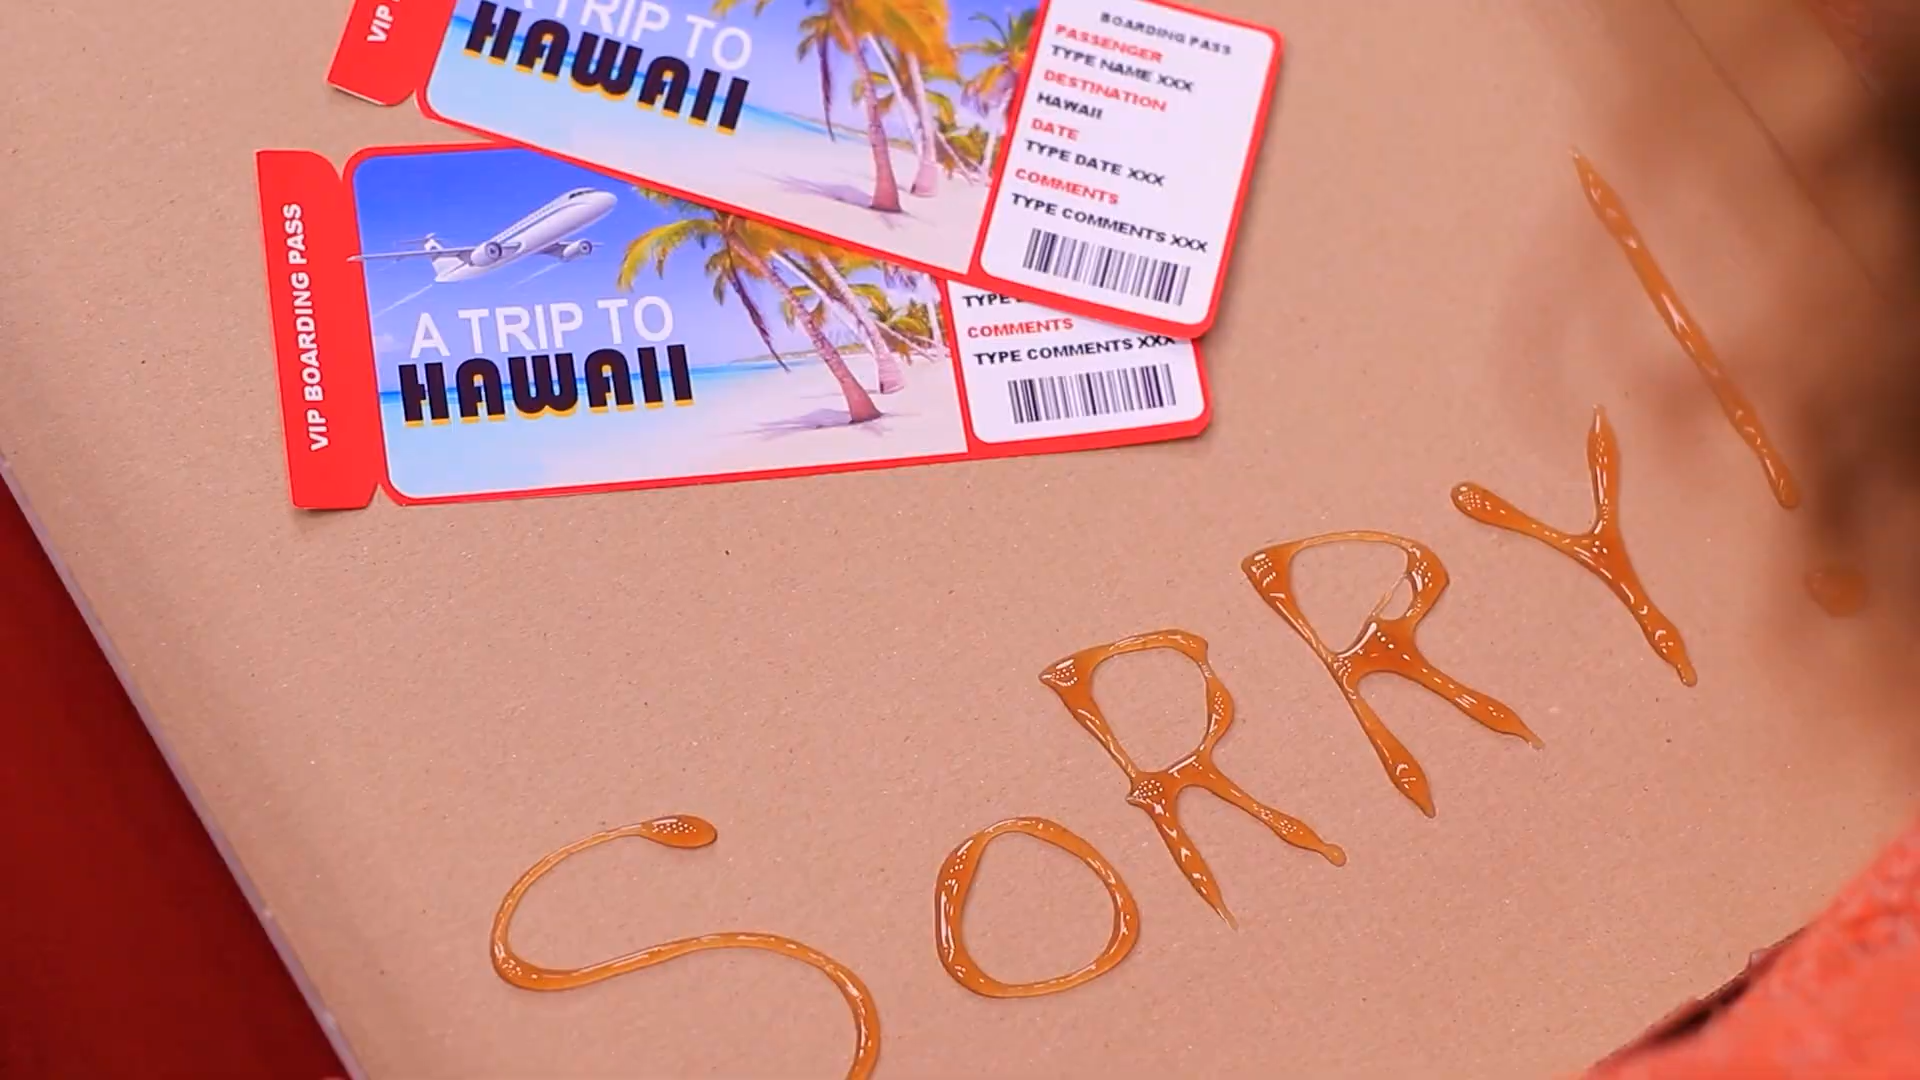 VIP
A TRIP TO
HAWAII
BOARDING PASS
PASSENGER
TYPE NAME XXX
DESTINATION
HAWAII
DATE
TYPE DATE XXX
COMMENTS
TYPE COMMENTS XXX
VIP BOARDING PASS
A TRIP TO
HAWAII
TYPE
COMMENTS
TYPE COMMENTS XXX
SORRY!